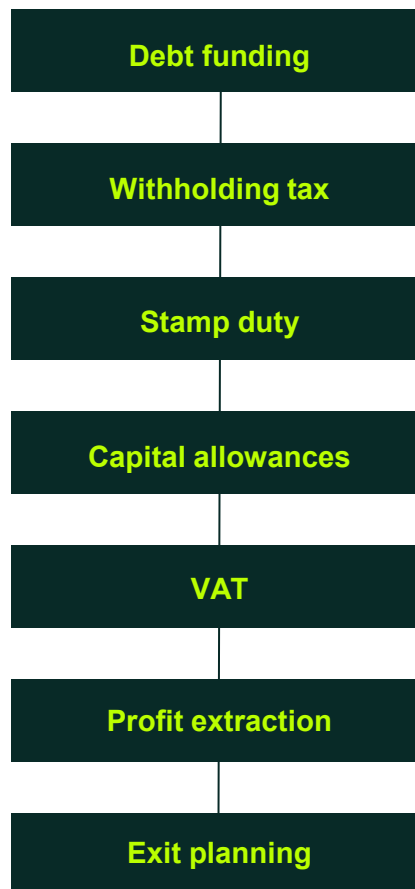 Debt funding
Withholding tax
Stamp duty
Capital allowances
VAT
Profit extraction
Exit planning